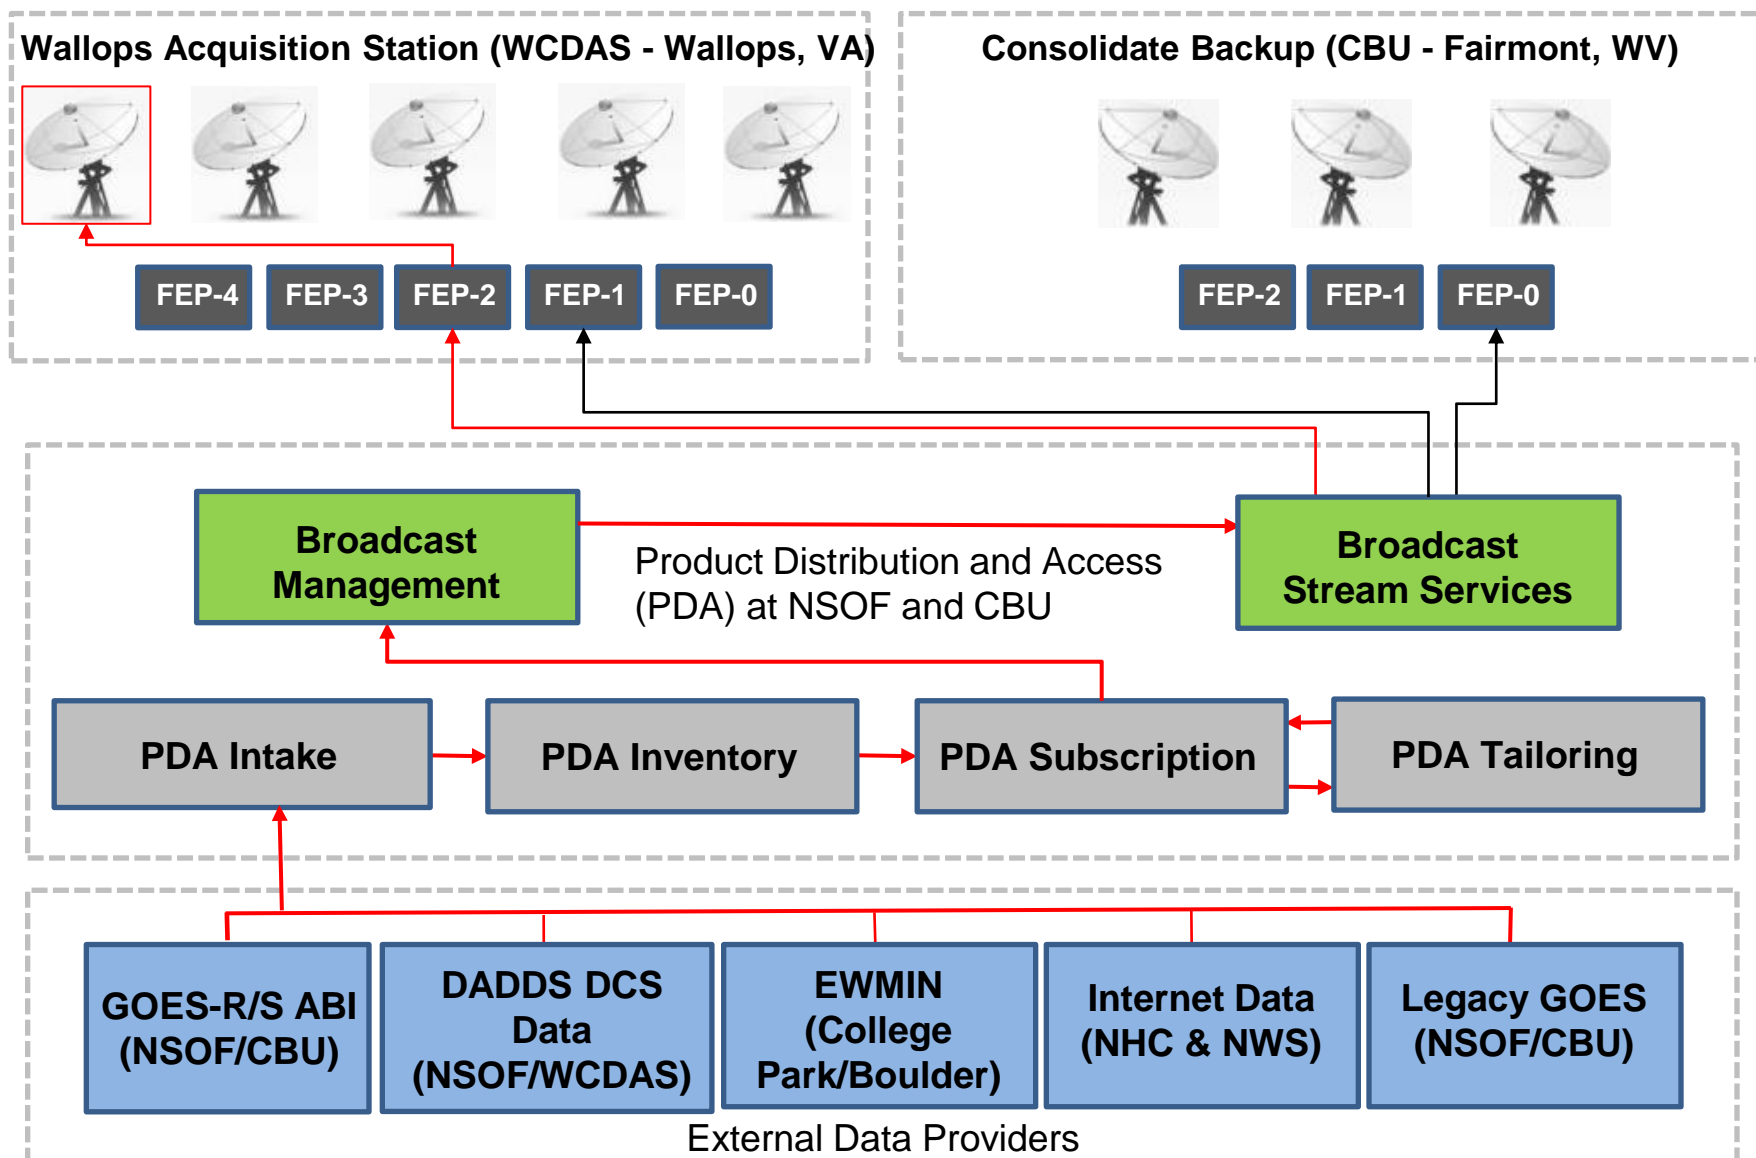 Wallops Acquisition Station (WCDAS - Wallops, VA)
Consolidate Backup (CBU - Fairmont, WV)
FEP-4
FEP-3
FEP-2
FEP-1
FEP-0
FEP-2
FEP-1
FEP-0
Broadcast
Management
Product Distribution and Access
(PDA) at NSOF and CBU
Broadcast
Stream Services
PDA Intake
PDA Inventory
PDA Subscription
PDA Tailoring
GOES-R/S ABI
(NSOF/CBU)
DADDS DCS
Data
(NSOF/WCDAS)
EWMIN
(College
Park/Boulder)
Internet Data
(NHC & NWS)
Legacy GOES
(NSOF/CBU)
External Data Providers